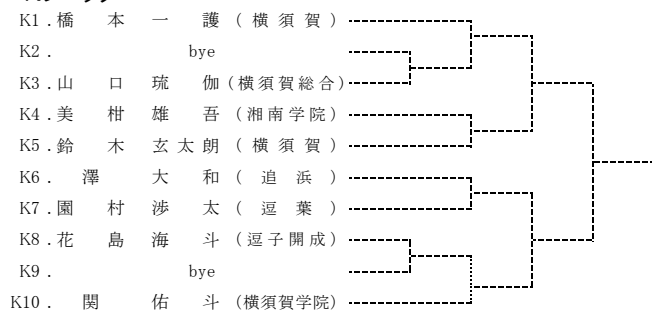 K1.橋本一護(横須賀)
K2. bye
K3.山口琉伽(横須賀総合)
K4.美柑雄吾(湘南学院)
K5.鈴木玄太朗(横須賀)
K6.澤大和(追浜)
K7.園村渉太(逗葉)
K8.花島海斗(逗子開成)
K9. bye
K10.関佑斗(横須賀学院)